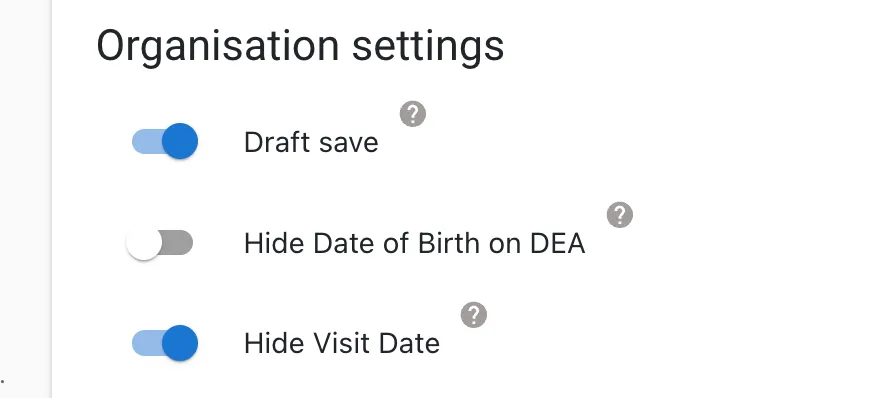 Organisation settings
Draft save ?
Hide Date of Birth on DEA ?
Hide Visit Date ?
.